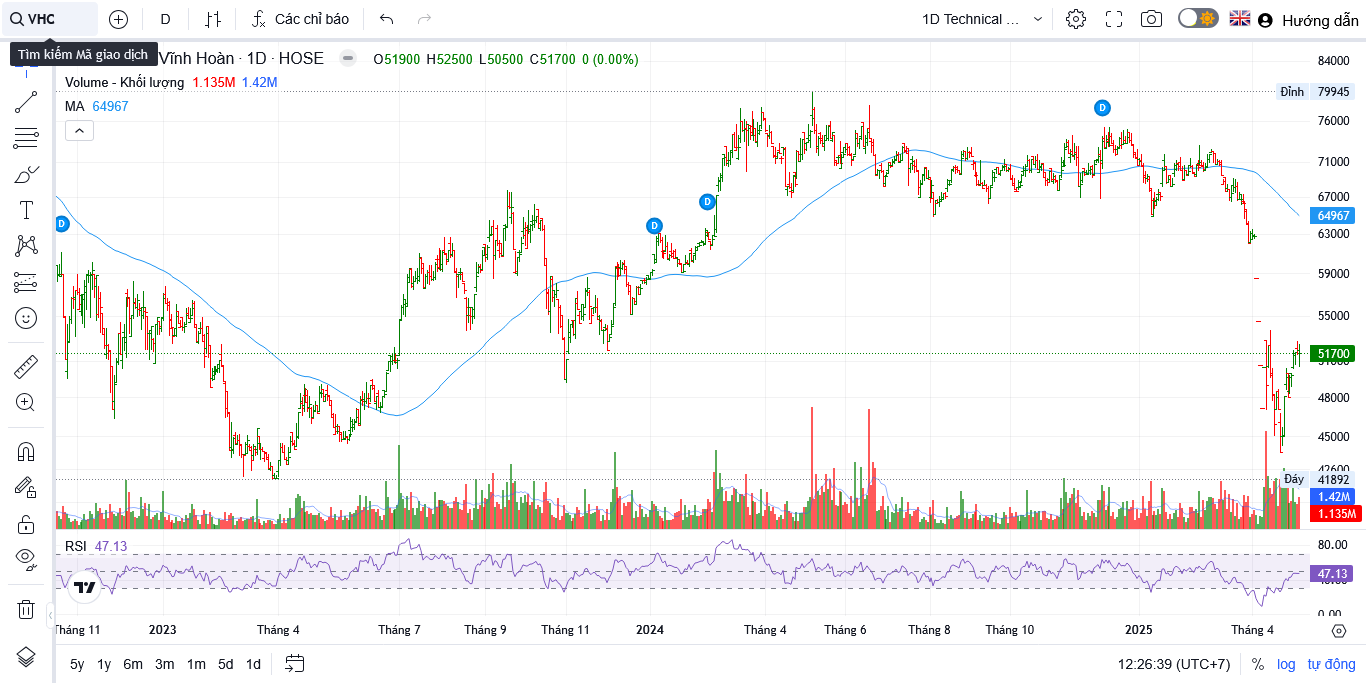 VHC
D
Các chỉ báo
1D Technical ...
Hướng dẫn
Tìm kiếm Mã giao dịch
Vĩnh Hoàn · 1D · HOSE
O51900 H52500 L50500 C51700 0 (0.00%)
Volume - Khối lượng 1.135M 1.42M
MA 64967
84000
Đỉnh 79945
76000
71000
67000
64967
63000
59000
55000
51700
51000
48000
45000
42600
Đáy 41892
1.42M
1.135M
D
D
D
D
RSI 47.13
80.00
47.13
40.00
0.00
Tháng 11
2023
Tháng 4
Tháng 7
Tháng 9
Tháng 11
2024
Tháng 4
Tháng 6
Tháng 8
Tháng 10
2025
Tháng 4
5y 1y 6m 3m 1m 5d 1d
12:26:39 (UTC+7)
% log tự động